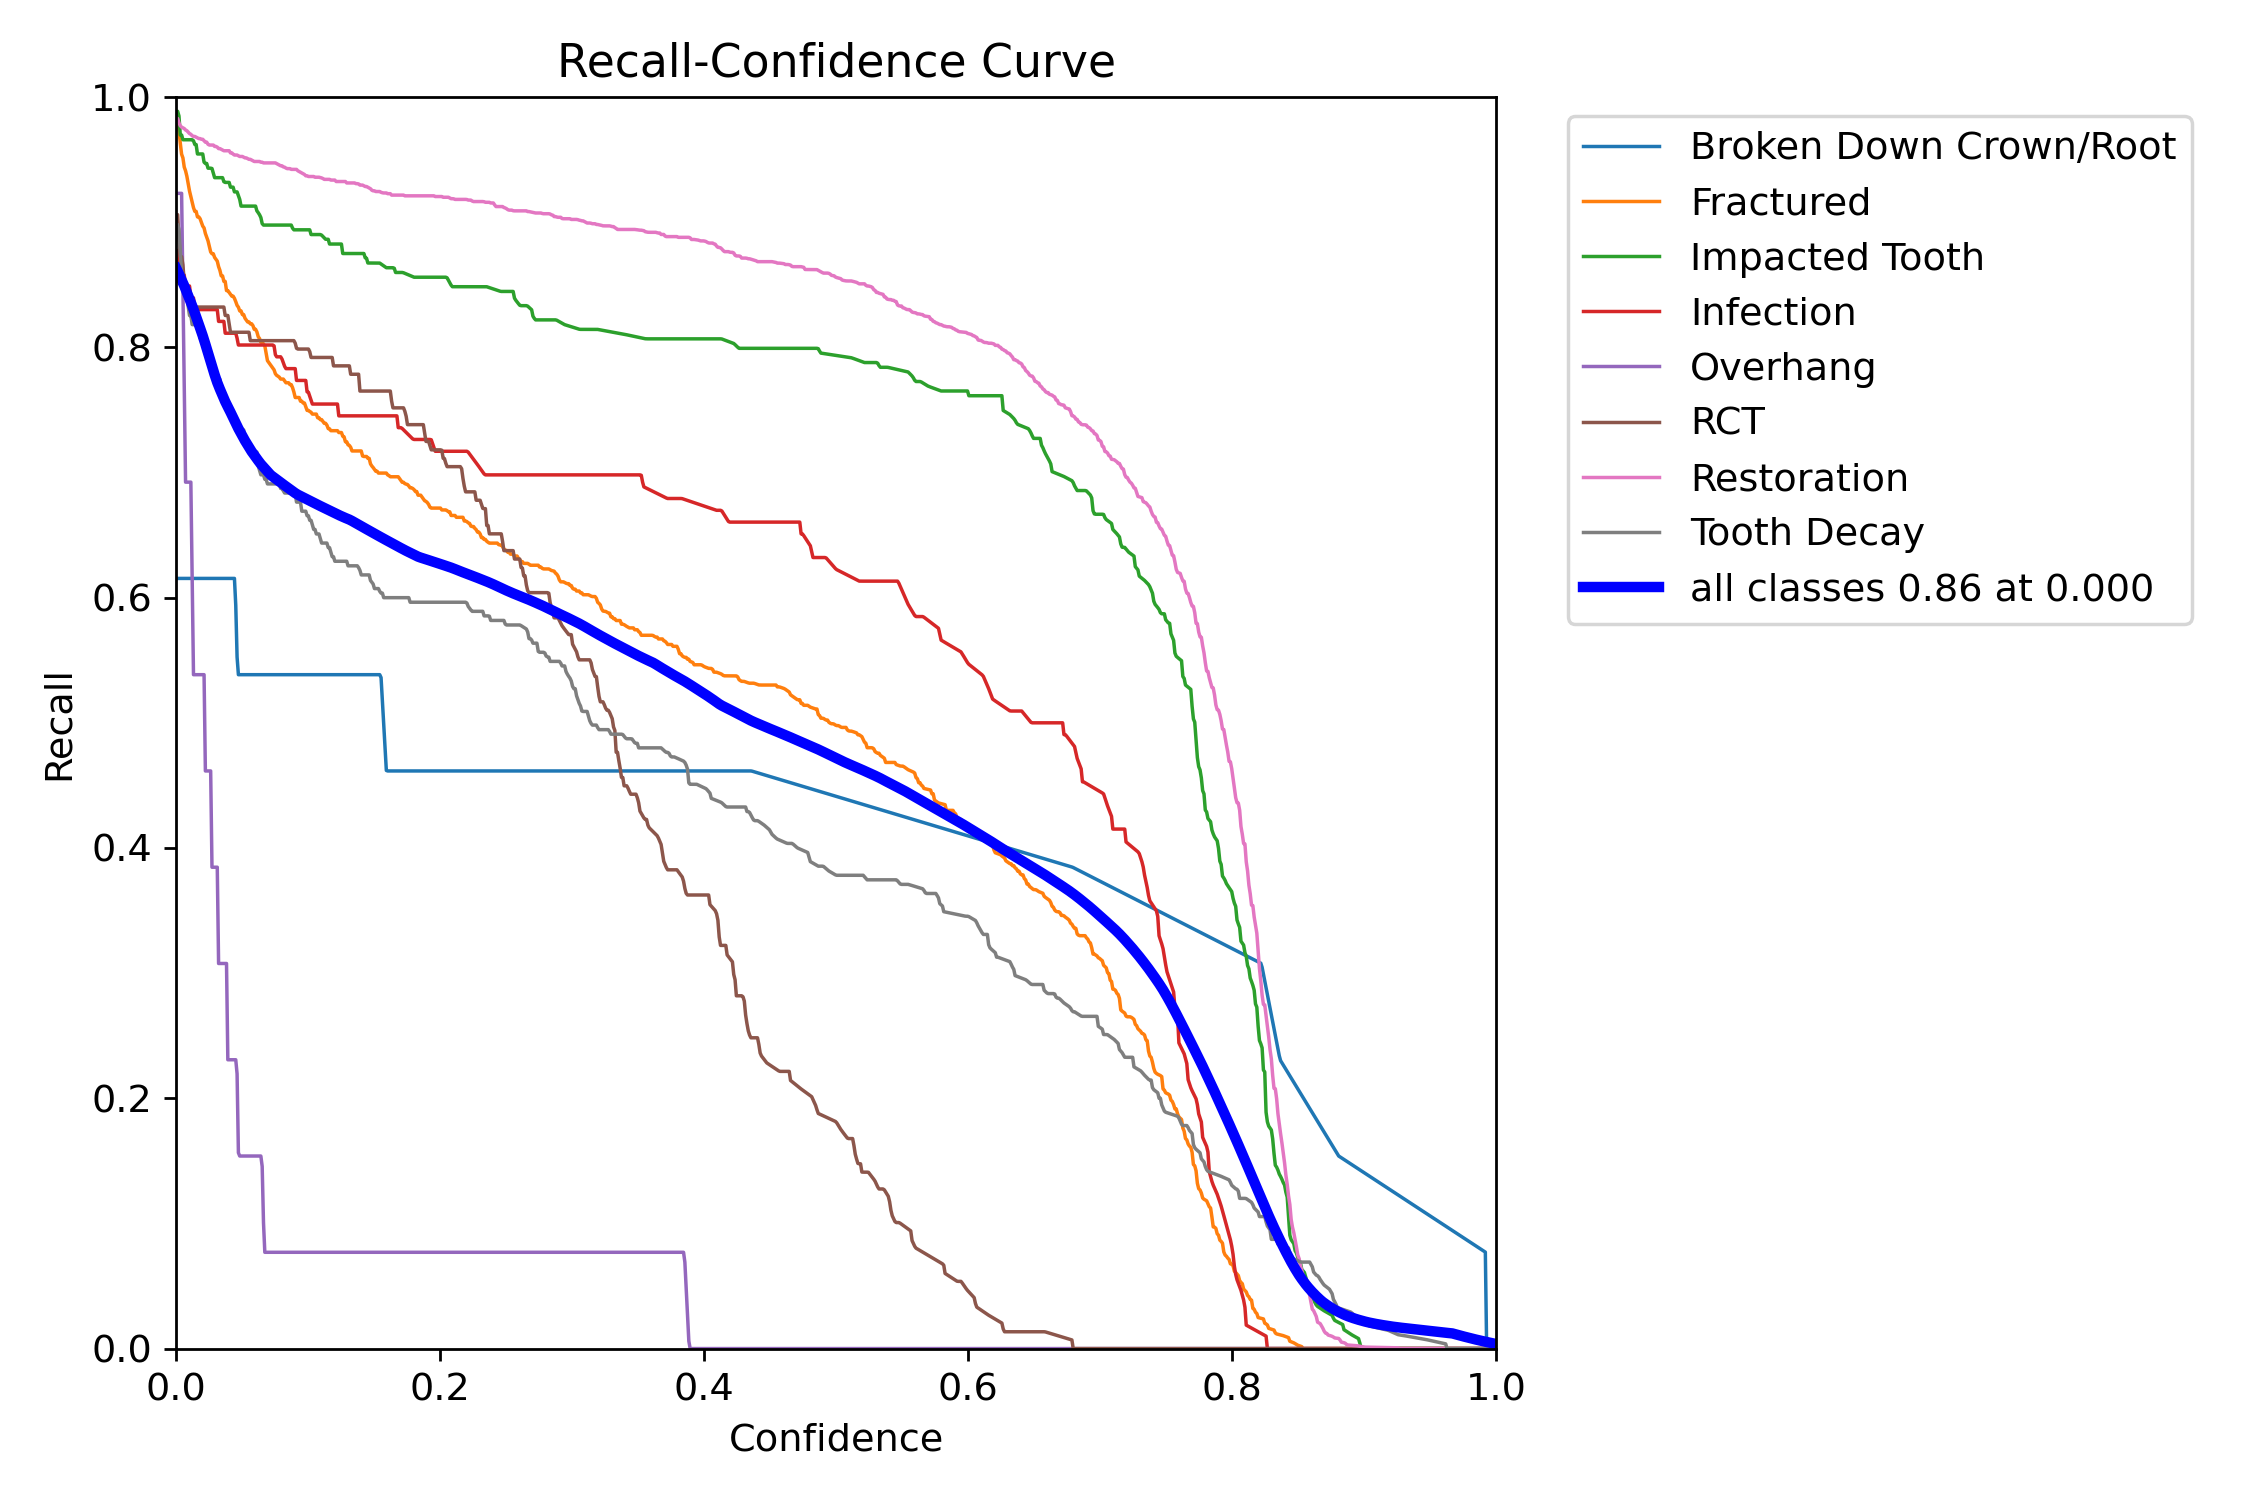 Recall-Confidence Curve
1.0
0.8
0.6
0.4
0.2
0.0
Recall
0.0 0.2 0.4 0.6 0.8 1.0
Confidence
Broken Down Crown/Root
Fractured
Impacted Tooth
Infection
Overhang
RCT
Restoration
Tooth Decay
all classes 0.86 at 0.000